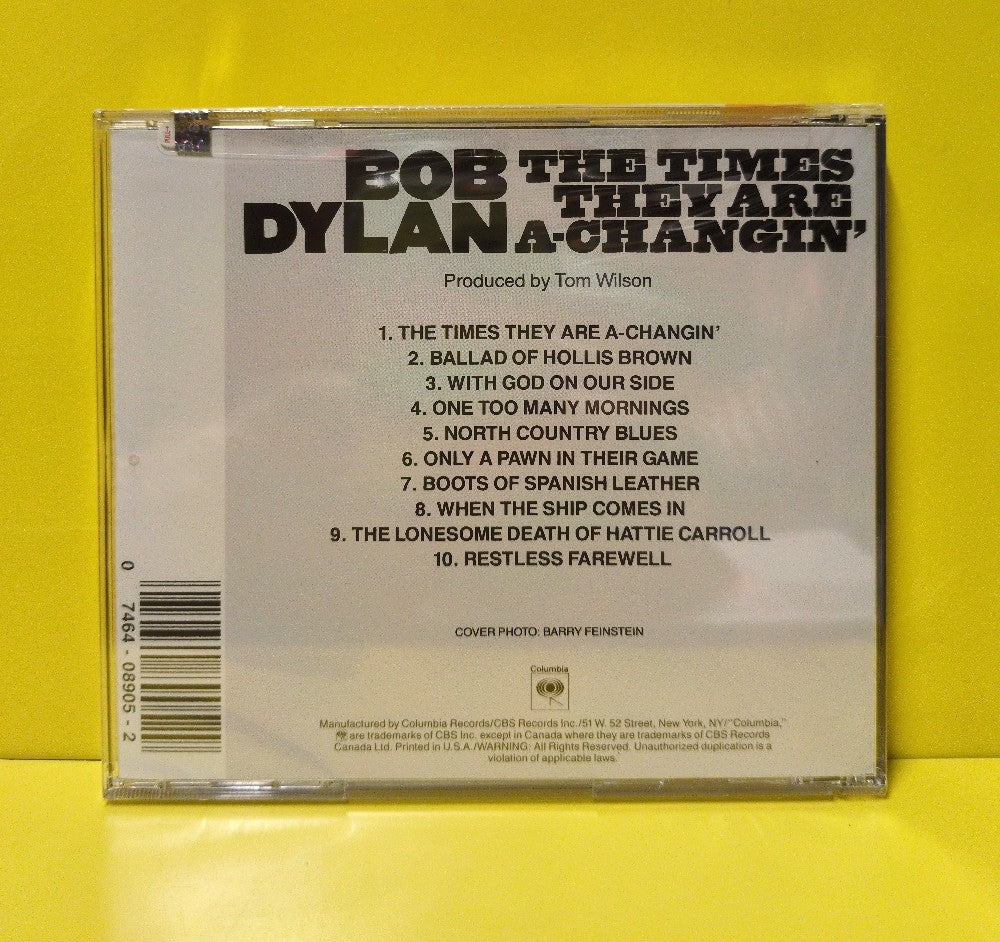 BOB DYLAN
THE TIMES
THEY ARE
A-CHANGIN'
Produced by Tom Wilson
1. THE TIMES THEY ARE A-CHANGIN'
2. BALLAD OF HOLLIS BROWN
3. WITH GOD ON OUR SIDE
4. ONE TOO MANY MORNINGS
5. NORTH COUNTRY BLUES
6. ONLY A PAWN IN THEIR GAME
7. BOOTS OF SPANISH LEATHER
8. WHEN THE SHIP COMES IN
9. THE LONESOME DEATH OF HATTIE CARROLL
10. RESTLESS FAREWELL
COVER PHOTO: BARRY FEINSTEIN
Columbia
Manufactured by Columbia Records/CBS Records Inc./51 W. 52 Street, New York, NY/"Columbia,"
are trademarks of CBS Inc. except in Canada where they are trademarks of CBS Records
Canada Ltd. Printed in U.S.A./WARNING: All Rights Reserved. Unauthorized duplication is a
violation of applicable laws.
0 7464 - 08905 - 2